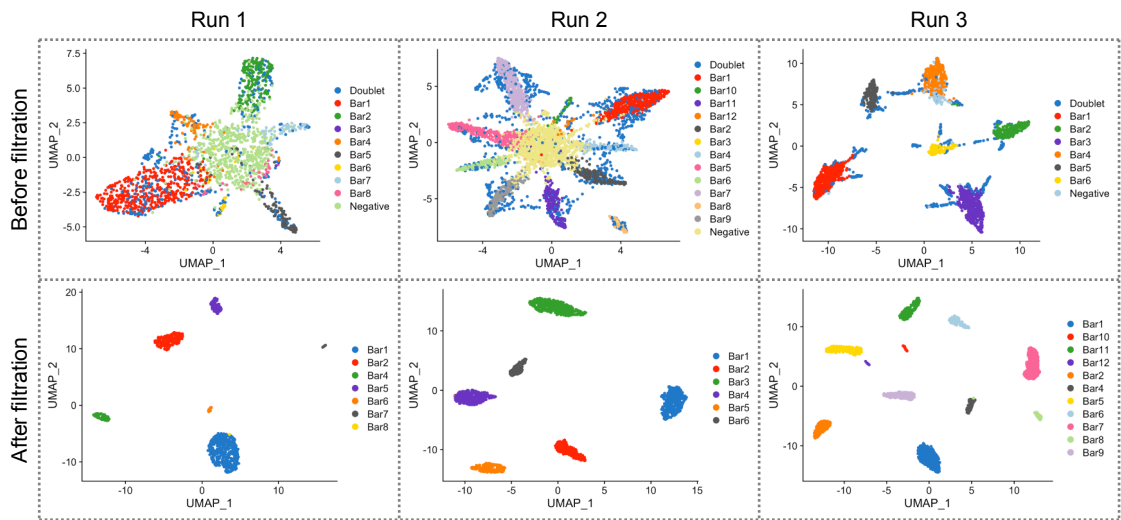 Run 1
Run 2
Run 3
Before filtration
UMAP_2
7.5
5.0
2.5
0.0
-2.5
-5.0
-4
0
4
UMAP_1
Doublet
Bar1
Bar2
Bar3
Bar4
Bar5
Bar6
Bar7
Bar8
Negative
UMAP_2
5
0
-5
-4
0
4
UMAP_1
Doublet
Bar1
Bar10
Bar11
Bar12
Bar2
Bar3
Bar4
Bar5
Bar6
Bar7
Bar8
Bar9
Negative
UMAP_2
10
5
0
-5
-10
-10
-5
0
5
10
UMAP_1
Doublet
Bar1
Bar2
Bar3
Bar4
Bar5
Bar6
After filtration
UMAP_2
20
10
0
-10
-10
0
10
UMAP_1
Bar1
Bar2
Bar4
Bar5
Bar6
Bar7
Bar8
UMAP_2
10
0
-10
-10
-5
0
5
10
15
UMAP_1
Bar1
Bar2
Bar3
Bar4
Bar5
Bar6
UMAP_2
10
0
-10
-10
-5
0
5
10
UMAP_1
Bar1
Bar10
Bar11
Bar12
Bar2
Bar4
Bar5
Bar6
Bar7
Bar8
Bar9